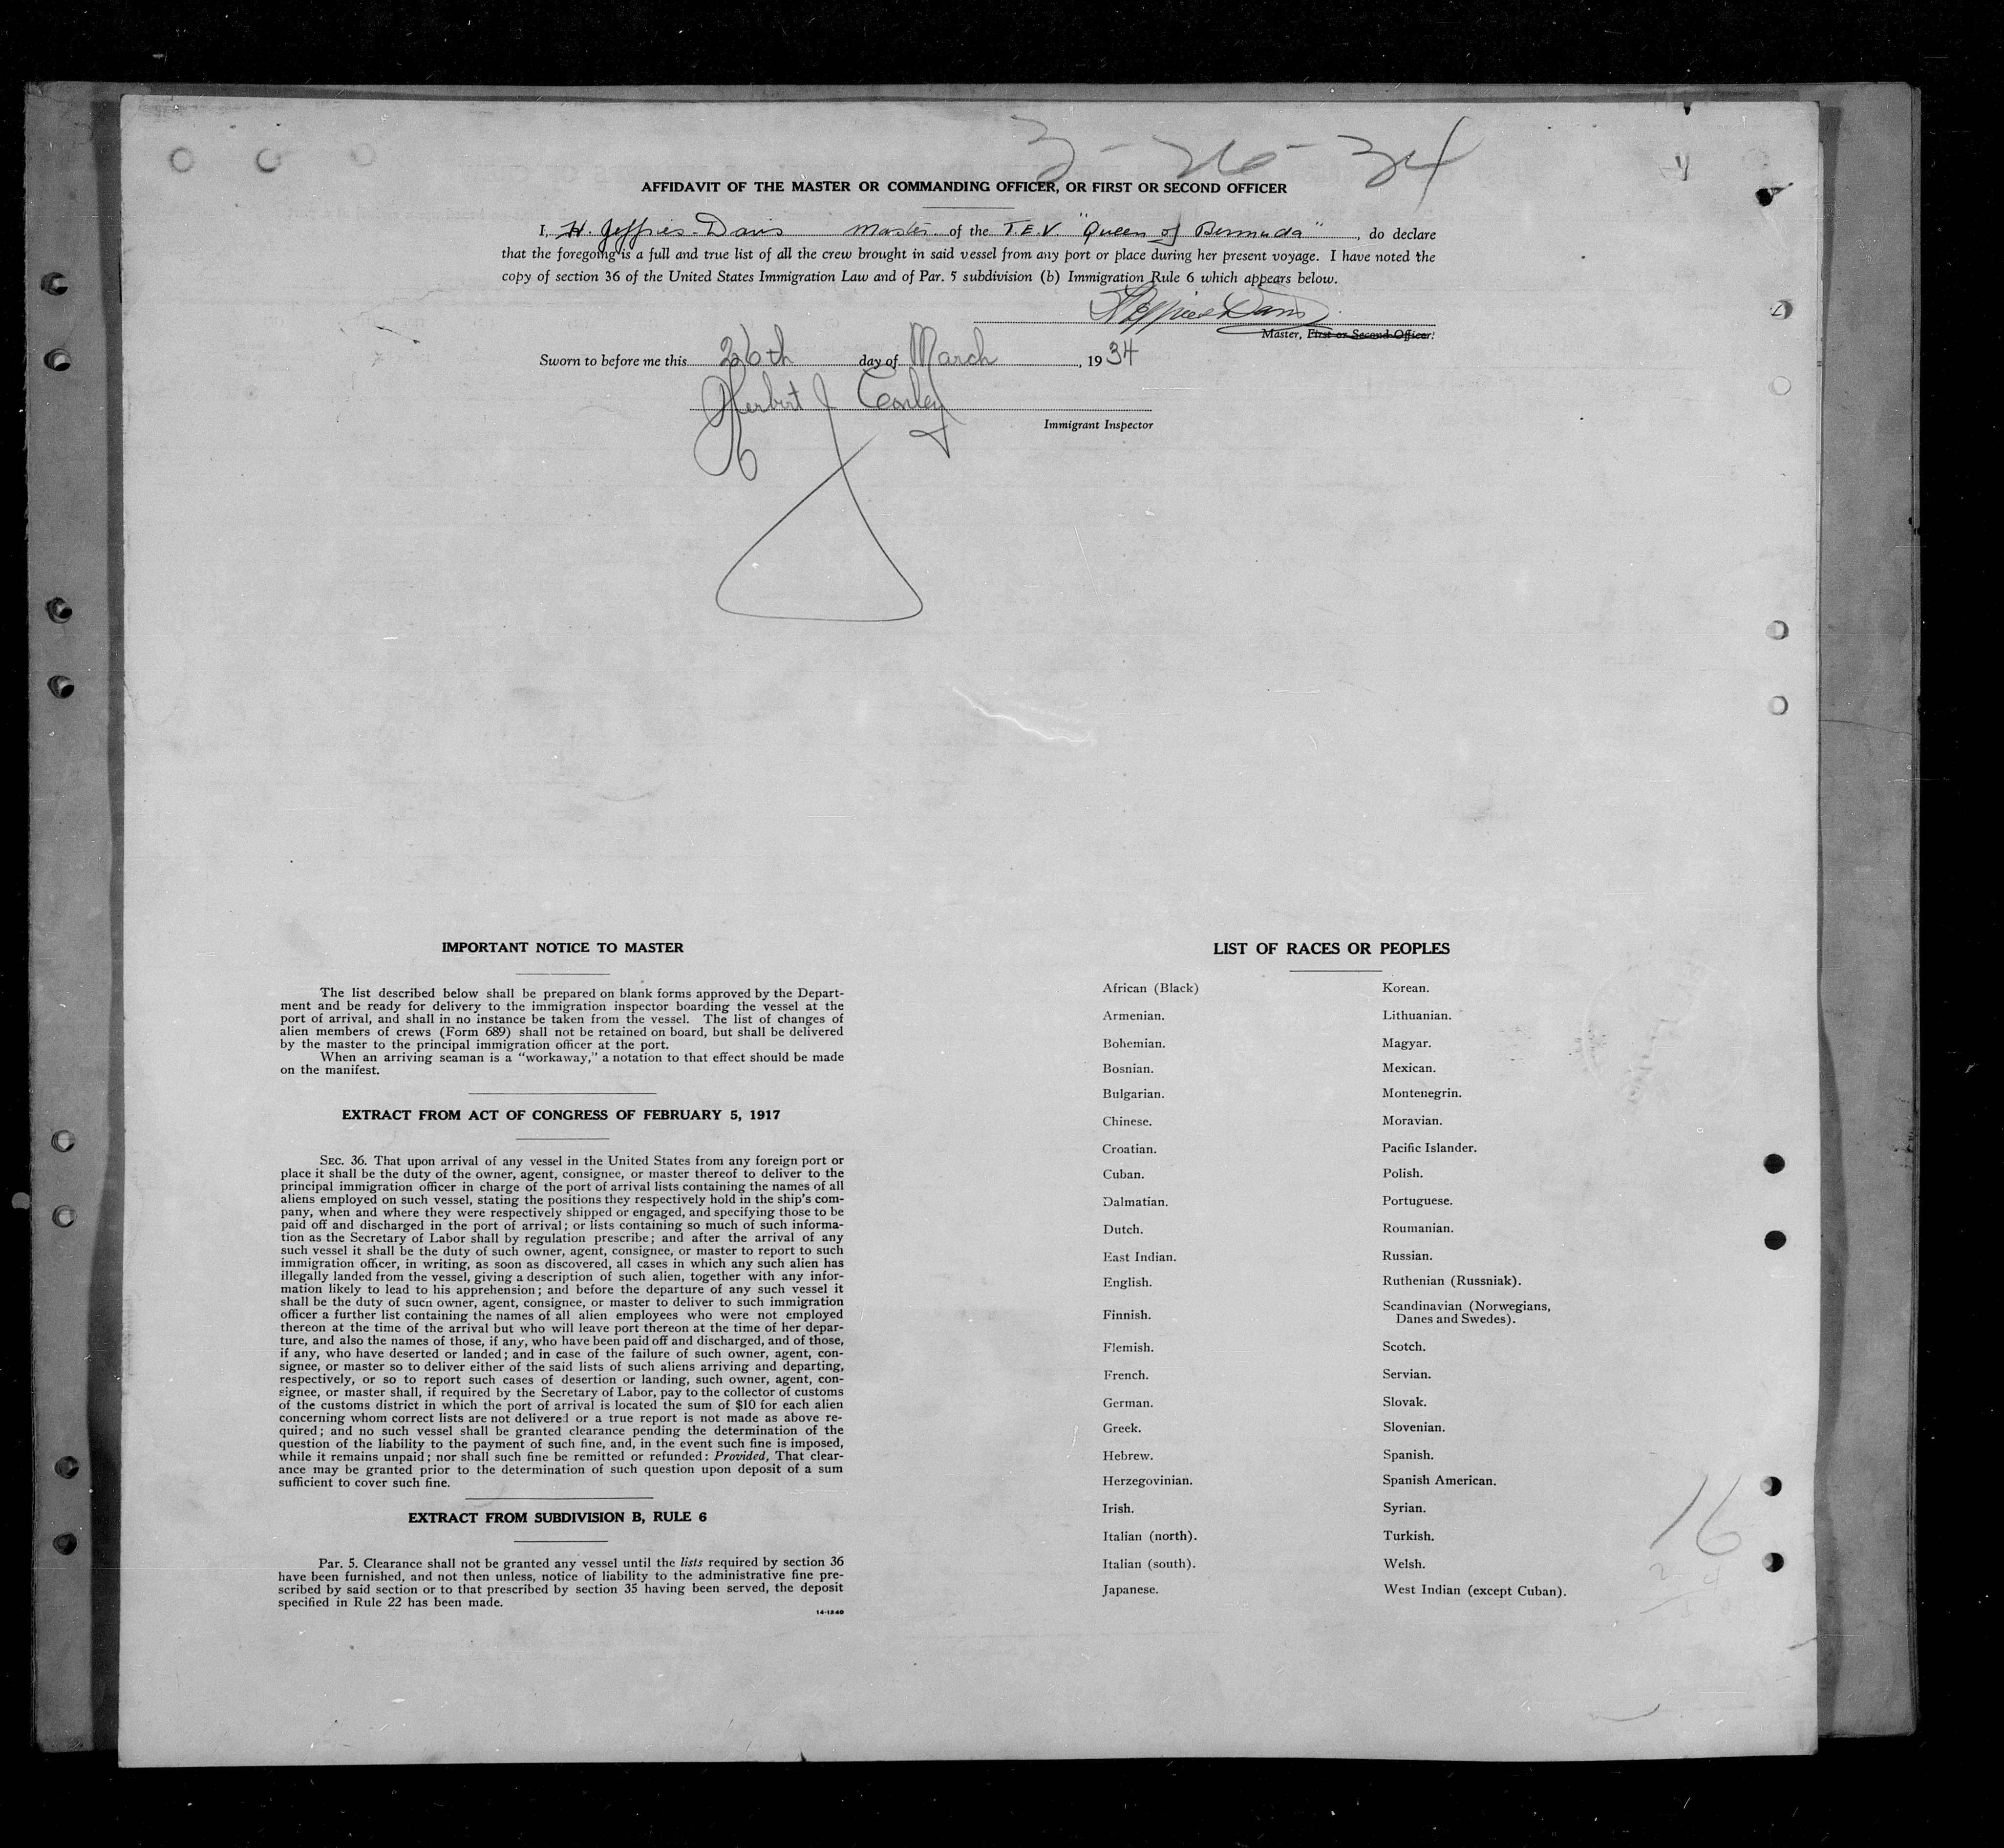 3-26-34
AFFIDAVIT OF THE MASTER OR COMMANDING OFFICER, OR FIRST OR SECOND OFFICER
I, H. Jeffries Davis Master of the T.E.V "Queen of Bermuda", do declare
that the foregoing is a full and true list of all the crew brought in said vessel from any port or place during her present voyage. I have noted the
copy of section 36 of the United States Immigration Law and of Par. 5 subdivision (b) Immigration Rule 6 which appears below.
H Jeffries Davis
Master, First or Second Officer.
Sworn to before me this 26th day of March, 1934
Herbert J Conley
Immigrant Inspector
IMPORTANT NOTICE TO MASTER
The list described below shall be prepared on blank forms approved by the Depart-
ment and be ready for delivery to the immigration inspector boarding the vessel at the
port of arrival, and shall in no instance be taken from the vessel. The list of changes of
alien members of crews (Form 689) shall not be retained on board, but shall be delivered
by the master to the principal immigration officer at the port.
When an arriving seaman is a "workaway," a notation to that effect should be made
on the manifest.
EXTRACT FROM ACT OF CONGRESS OF FEBRUARY 5, 1917
SEC. 36. That upon arrival of any vessel in the United States from any foreign port or
place it shall be the duty of the owner, agent, consignee, or master thereof to deliver to the
principal immigration officer in charge of the port of arrival lists containing the names of all
aliens employed on such vessel, stating the positions they respectively hold in the ship's com-
pany, when and where they were respectively shipped or engaged, and specifying those to be
paid off and discharged in the port of arrival; or lists containing so much of such informa-
tion as the Secretary of Labor shall by regulation prescribe; and after the arrival of any
such vessel it shall be the duty of such owner, agent, consignee, or master to report to such
immigration officer, in writing, as soon as discovered, all cases in which any such alien has
illegally landed from the vessel, giving a description of such alien, together with any infor-
mation likely to lead to his apprehension; and before the departure of any such vessel it
shall be the duty of such owner, agent, consignee, or master to deliver to such immigration
officer a further list containing the names of all alien employees who were not employed
thereon at the time of the arrival but who will leave port thereon at the time of her depar-
ture, and also the names of those, if any, who have been paid off and discharged, and of those,
if any, who have deserted or landed; and in case of the failure of such owner, agent, con-
signee, or master so to deliver either of the said lists of such aliens arriving and departing,
respectively, or so to report such cases of desertion or landing, such owner, agent, con-
signee, or master shall, if required by the Secretary of Labor, pay to the collector of customs
of the customs district in which the port of arrival is located the sum of $10 for each alien
concerning whom correct lists are not delivered or a true report is not made as above re-
quired; and no such vessel shall be granted clearance pending the determination of the
question of the liability to the payment of such fine, and, in the event such fine is imposed,
while it remains unpaid; nor shall such fine be remitted or refunded: Provided, That clear-
ance may be granted prior to the determination of such question upon deposit of a sum
sufficient to cover such fine.
EXTRACT FROM SUBDIVISION B, RULE 6
Par. 5. Clearance shall not be granted any vessel until the lists required by section 36
have been furnished, and not then unless, notice of liability to the administrative fine pre-
scribed by said section or to that prescribed by section 35 having been served, the deposit
specified in Rule 22 has been made.
14-1240
LIST OF RACES OR PEOPLES
African (Black)
Armenian.
Bohemian.
Bosnian.
Bulgarian.
Chinese.
Croatian.
Cuban.
Dalmatian.
Dutch.
East Indian.
English.
Finnish.
Flemish.
French.
German.
Greek.
Hebrew.
Herzegovinian.
Irish.
Italian (north).
Italian (south).
Japanese.
Korean.
Lithuanian.
Magyar.
Mexican.
Montenegrin.
Moravian.
Pacific Islander.
Polish.
Portuguese.
Roumanian.
Russian.
Ruthenian (Russniak).
Scandinavian (Norwegians,
Danes and Swedes).
Scotch.
Servian.
Slovak.
Slovenian.
Spanish.
Spanish American.
Syrian.
Turkish.
Welsh.
West Indian (except Cuban).
16